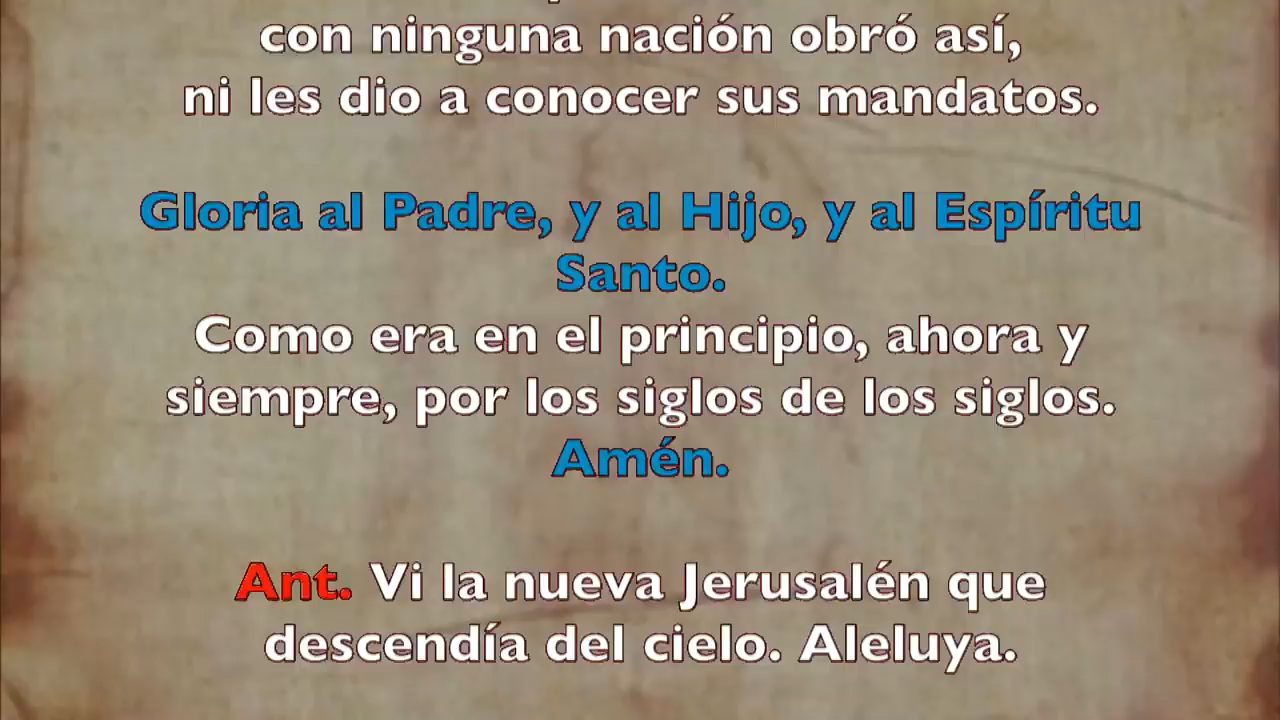 con ninguna nación obró así,
ni les dio a conocer sus mandatos.
Gloria al Padre, y al Hijo, y al Espíritu
Santo.
Como era en el principio, ahora y
siempre, por los siglos de los siglos.
Amén.
Ant. Vi la nueva Jerusalén que
descendía del cielo. Aleluya.